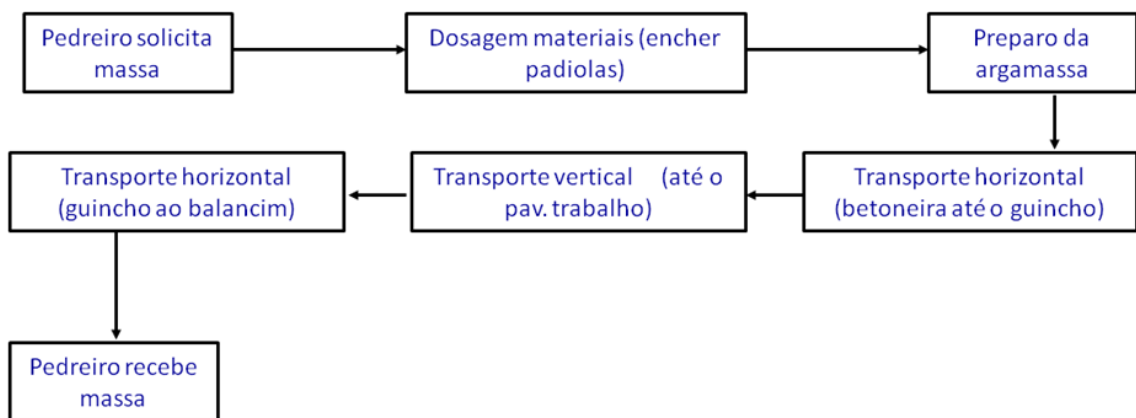 Pedreiro solicita
massa
Dosagem materiais (encher
padiolas)
Preparo da
argamassa
Transporte horizontal
(betoneira até o guincho)
Transporte vertical (até o
pav. trabalho)
Transporte horizontal
(guincho ao balancim)
Pedreiro recebe
massa